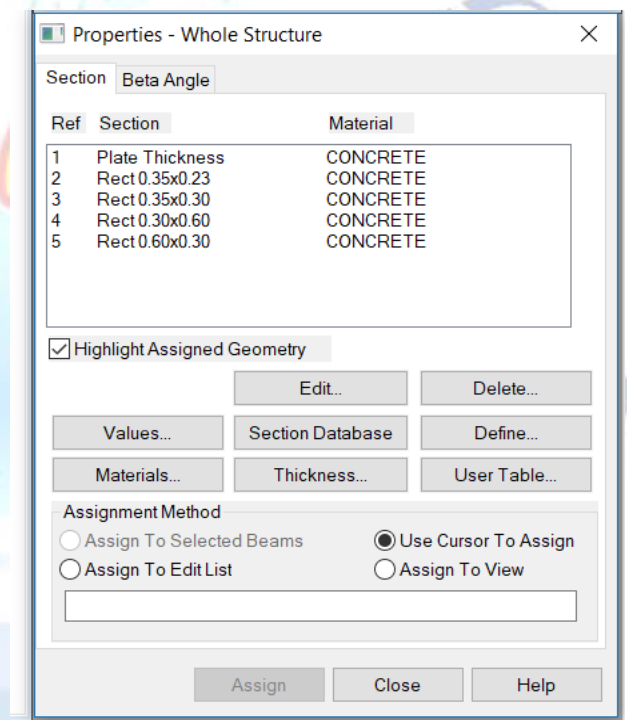 Properties - Whole Structure
Section Beta Angle
Ref Section Material
1 Plate Thickness CONCRETE
2 Rect 0.35x0.23 CONCRETE
3 Rect 0.35x0.30 CONCRETE
4 Rect 0.30x0.60 CONCRETE
5 Rect 0.60x0.30 CONCRETE
Highlight Assigned Geometry
Edit... Delete...
Values... Section Database Define...
Materials... Thickness... User Table...
Assignment Method
Assign To Selected Beams Use Cursor To Assign
Assign To Edit List Assign To View
Assign Close Help